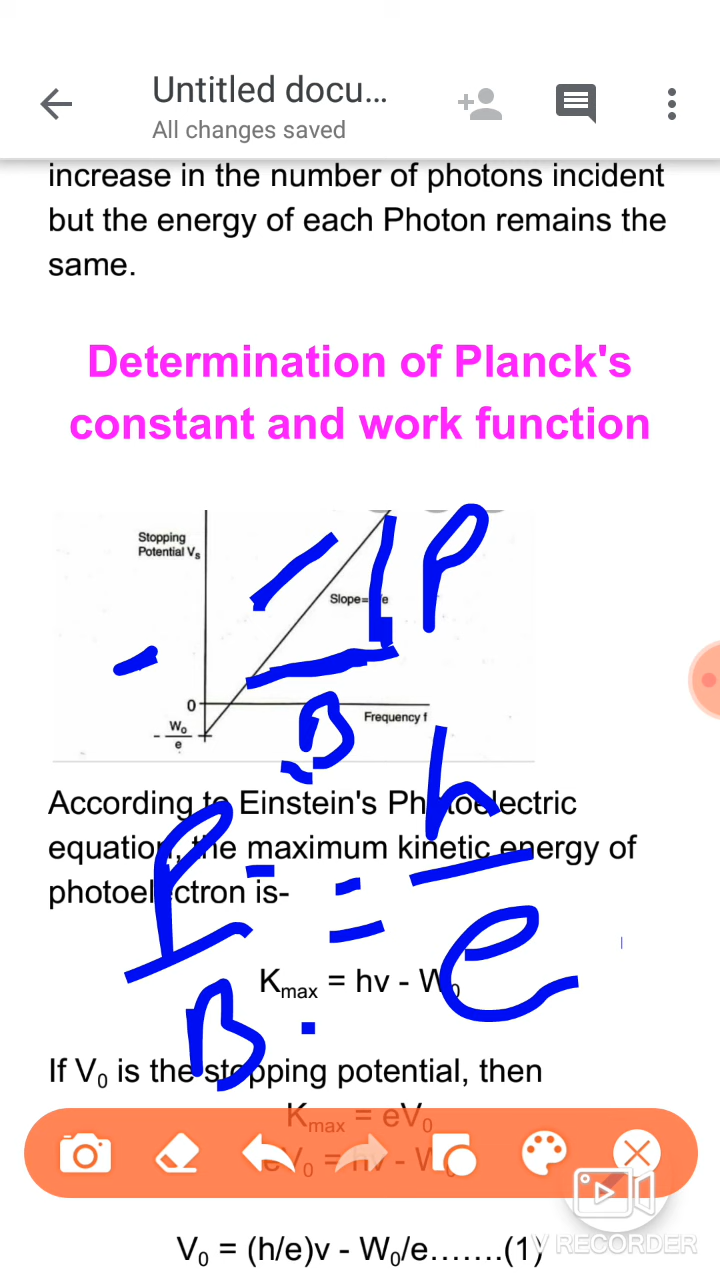 Untitled docu...
All changes saved
increase in the number of photons incident
but the energy of each Photon remains the
same.
Determination of Planck's
constant and work function
Stopping
Potential Vs
P
Slope= e
0
Frequency f
- W₀/e
B
h
According to Einstein's Photoelectric
equation, the maximum kinetic energy of
photoelectron is-
P/B = h/e
Kmax = hv - W₀
If V₀ is the stopping potential, then
Kmax = eV₀
eV₀ = hv - W₀
V₀ = (h/e)v - W₀/e.......(1)
V RECORDER